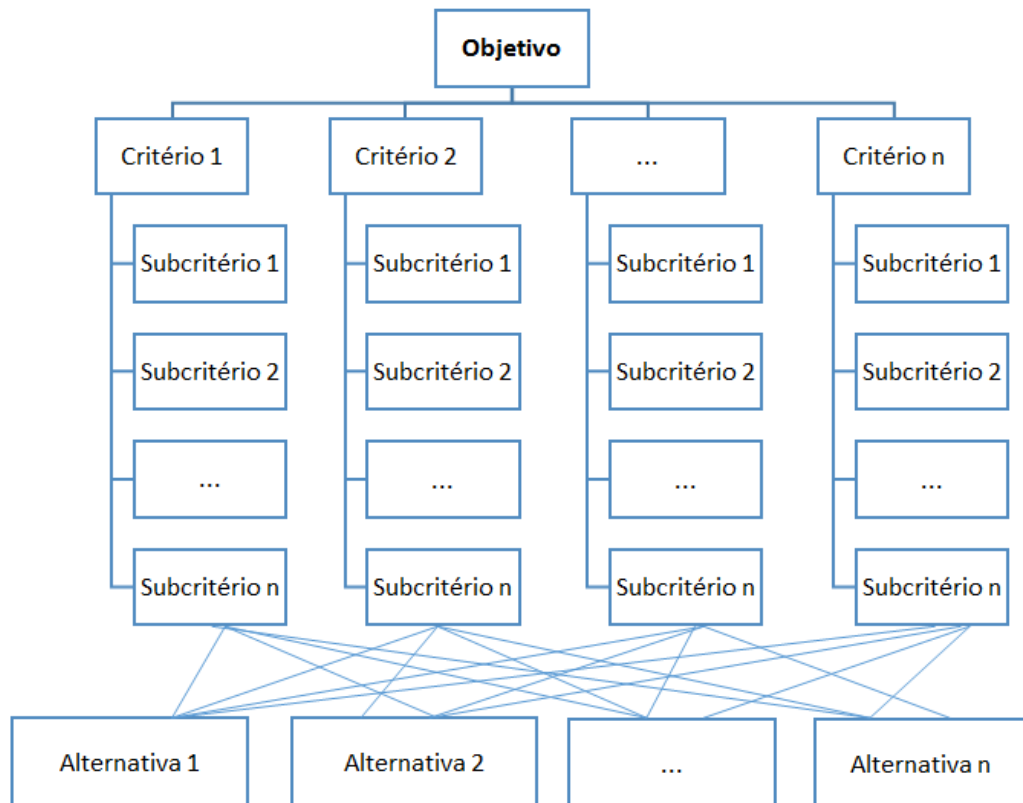 Objetivo
Critério 1
Critério 2
...
Critério n
Subcritério 1
Subcritério 1
Subcritério 1
Subcritério 1
Subcritério 2
Subcritério 2
Subcritério 2
Subcritério 2
...
...
...
...
Subcritério n
Subcritério n
Subcritério n
Subcritério n
Alternativa 1
Alternativa 2
...
Alternativa n